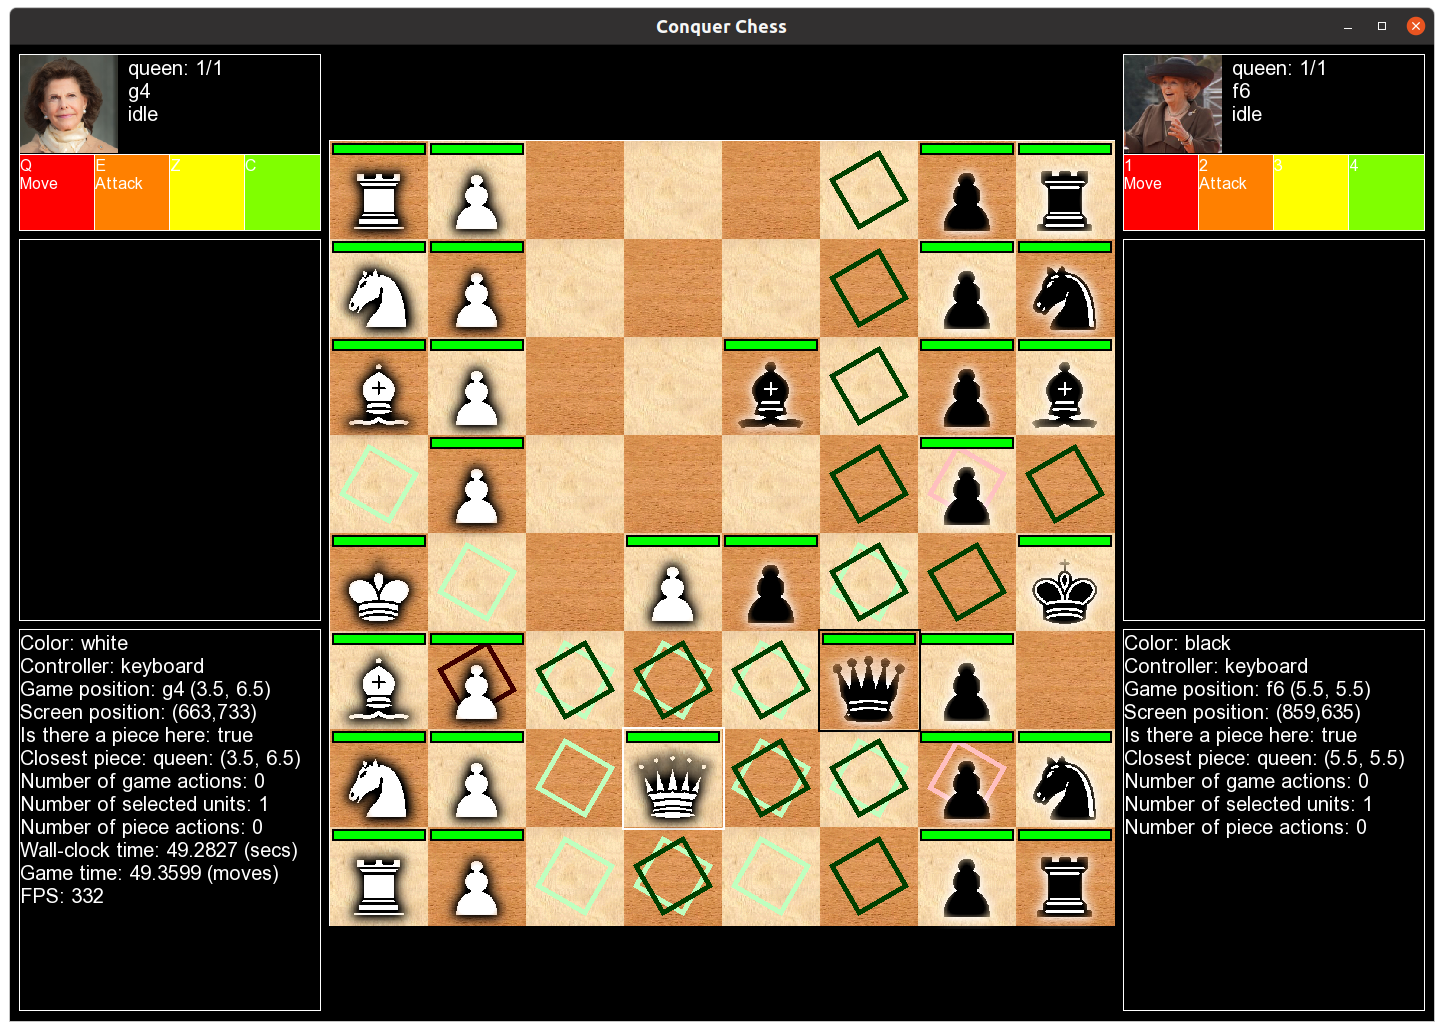 Conquer Chess
queen: 1/1
g4
idle
Q
Move
E
Attack
Z
C
Color: white
Controller: keyboard
Game position: g4 (3.5, 6.5)
Screen position: (663,733)
Is there a piece here: true
Closest piece: queen: (3.5, 6.5)
Number of game actions: 0
Number of selected units: 1
Number of piece actions: 0
Wall-clock time: 49.2827 (secs)
Game time: 49.3599 (moves)
FPS: 332
queen: 1/1
f6
idle
1
Move
2
Attack
3
4
Color: black
Controller: keyboard
Game position: f6 (5.5, 5.5)
Screen position: (859,635)
Is there a piece here: true
Closest piece: queen: (5.5, 5.5)
Number of game actions: 0
Number of selected units: 1
Number of piece actions: 0